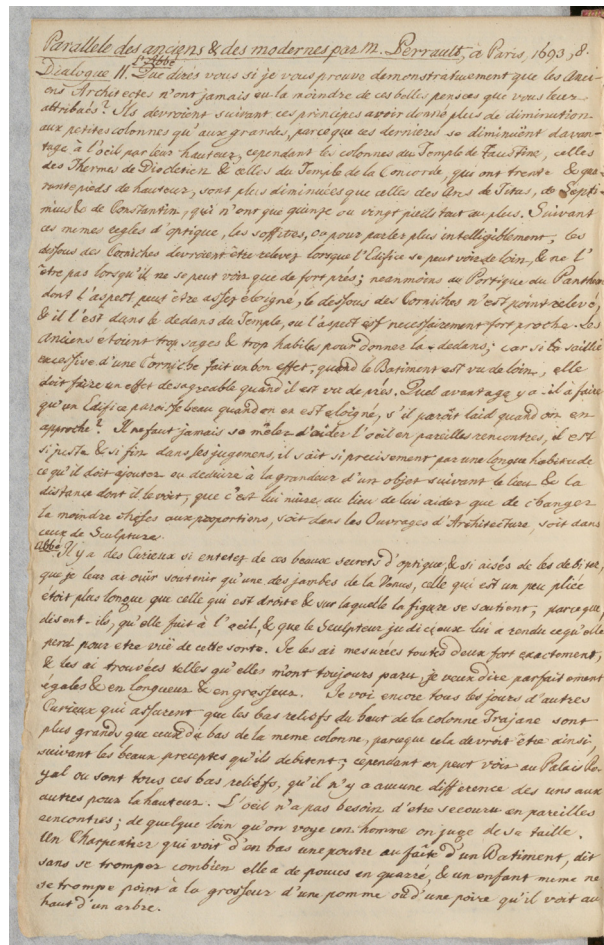 Parallele des anciens & des modernes par M. Perrault, à Paris, 1693, 8.
L'Abbé
Dialogue II. Que direz vous si je vous prouve demonstrativement que les Anci-
ens Architectes n'ont jamais eu la moindre de ces belles pensées que vous leur
attribués? Ils devroient suivant ces principes avoir donné plus de diminution
aux petites colonnes qu'aux grandes, parceque ces dernieres se diminuënt davan-
tage à l'œil par leur hauteur, cependant les colonnes du Temple de Faustine, celles
des Thermes de Diocletien & celles du Temple de la Concorde, qui ont trente & qua-
rante pieds de hauteur, sont plus diminuées que celles des Arcs de Titus, de Septi-
mius & de Constantin, qui n'ont que quinze ou vingt pieds tout au plus. Suivant
ces memes regles d'optique, les soffites, ou pour parler plus intelligiblement, les
dessous des Corniches devroient être relevez lorsque l'Edifice se peut voir de loin, & ne l'
être pas lorsqu'il ne se peut voir que de fort prés; neanmoins au Portique du Pantheon
dont l'aspect peut être assez éloigné, le dessous des Corniches n'est point relevé,
& il l'est dans le dedans du Temple, ou l'aspect est necessairement fort proche. Les
Anciens étoient trop sages & trop habiles pour donner la-dedans; car si la saillie
excessive d'une Corniche fait un bon effet, quand le Batiment est vu de loin, elle
doit faire un effet desagreable quand il est vu de prés. Quel avantage y a-il à faire
qu'un Edifice paroisse beau quand on en est eloigné, s'il paroît laid quand on en
approche? Il ne faut jamais se mêler d'aider l'œil en pareilles rencontres, il est
si juste & si fin dans ses jugemens, il sait si precisement par une longue habitude
ce qu'il doit ajouter ou deduire à la grandeur d'un objet suivant le lieu & la
distance dont il le voit, que c'est lui nuire au lieu de lui aider que de changer
la moindre chose aux proportions, soit dans les Ouvrages d'Architecture, soit dans
ceux de Sculpture.
Abbé Il y a des Curieux si entetez de ces beaux secrets d'optique, & si aisés de les debiter,
que je leur ai ouïr soutenir qu'une des jambes de la Venus, celle qui est un peu pliée
étoit plus longue que celle qui est droite & sur laquelle la figure se soutient, parceque,
disent-ils, qu'elle fuit à l'œil, & que le Sculpteur judicieux lui a rendu ce qu'elle
perd pour etre vuë de cette sorte. Je les ai mesurées toutes deux fort exactement,
& les ai trouvées telles qu'elles m'ont toujours paru, je veux dire parfaitement
égales & en longueur & en grosseur. Je voi encore tous les jours d'autres
Curieux qui assurent que les bas reliefs du haut de la colonne Trajane sont
plus grands que ceux du bas de la meme colonne, parceque cela devroit être ainsi,
suivant les beaux preceptes qu'ils debitent; cependant on peut voir au Palais Ro-
yal ou sont tous ces bas reliefs, qu'il n'y a aucune difference des uns aux
autres pour la hauteur. L'œil n'a pas besoin d'etre secouru en pareilles
rencontres; de quelque loin qu'on voye un homme on juge de sa taille.
Un Charpentier qui voit d'en bas une poutre au faîte d'un Batiment, dit
sans se tromper combien elle a de pouces en quarré, & un enfant meme ne
se trompe point à la grosseur d'une pomme ou d'une poire qu'il voit au
haut d'un arbre.